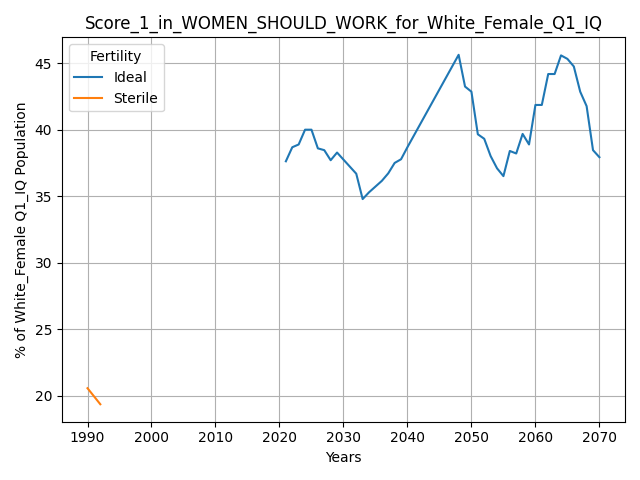 Score_1_in_WOMEN_SHOULD_WORK_for_White_Female_Q1_IQ
Fertility
Ideal
Sterile
% of White_Female Q1_IQ Population
45
40
35
30
25
20
1990 2000 2010 2020 2030 2040 2050 2060 2070
Years